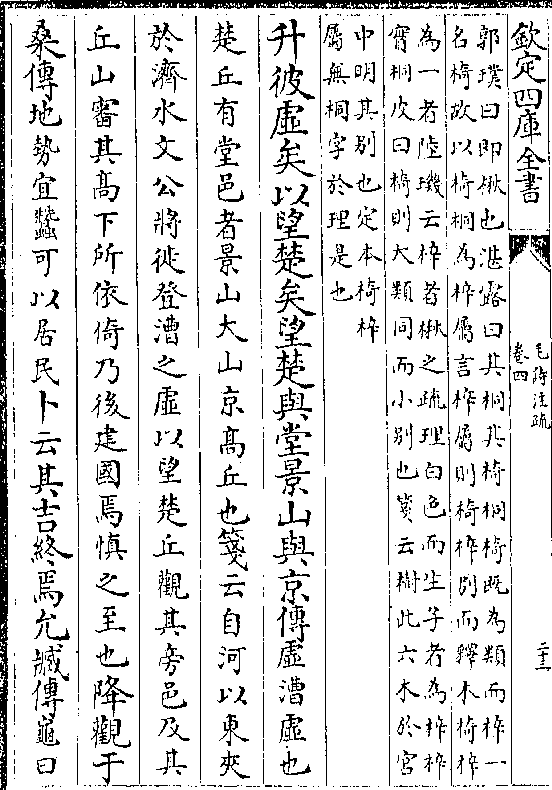 欽定四庫全書
毛詩注疏
卷四
二十三
郭璞曰即楸也湛露曰其桐其椅桐椅既為類而梓一
名椅故以椅桐為梓屬言梓屬則椅梓別而釋木椅梓
為一者陸璣云梓者楸之疏理白色而生子者為梓梓
實桐皮曰椅則大類同而小別也箋云樹此六木於宮
中明其別也定本椅梓
屬無桐字於理是也
升彼虛矣以望楚矣望楚與堂景山與京傳虛漕虛也
楚丘有堂邑者景山大山京高丘也箋云自河以東夾
於濟水文公將徙登漕之虛以望楚丘觀其旁邑及其
丘山審其高下所依倚乃後建國焉慎之至也降觀于
桑傳地勢宜蠶可以居民卜云其吉終焉允臧傳龜曰